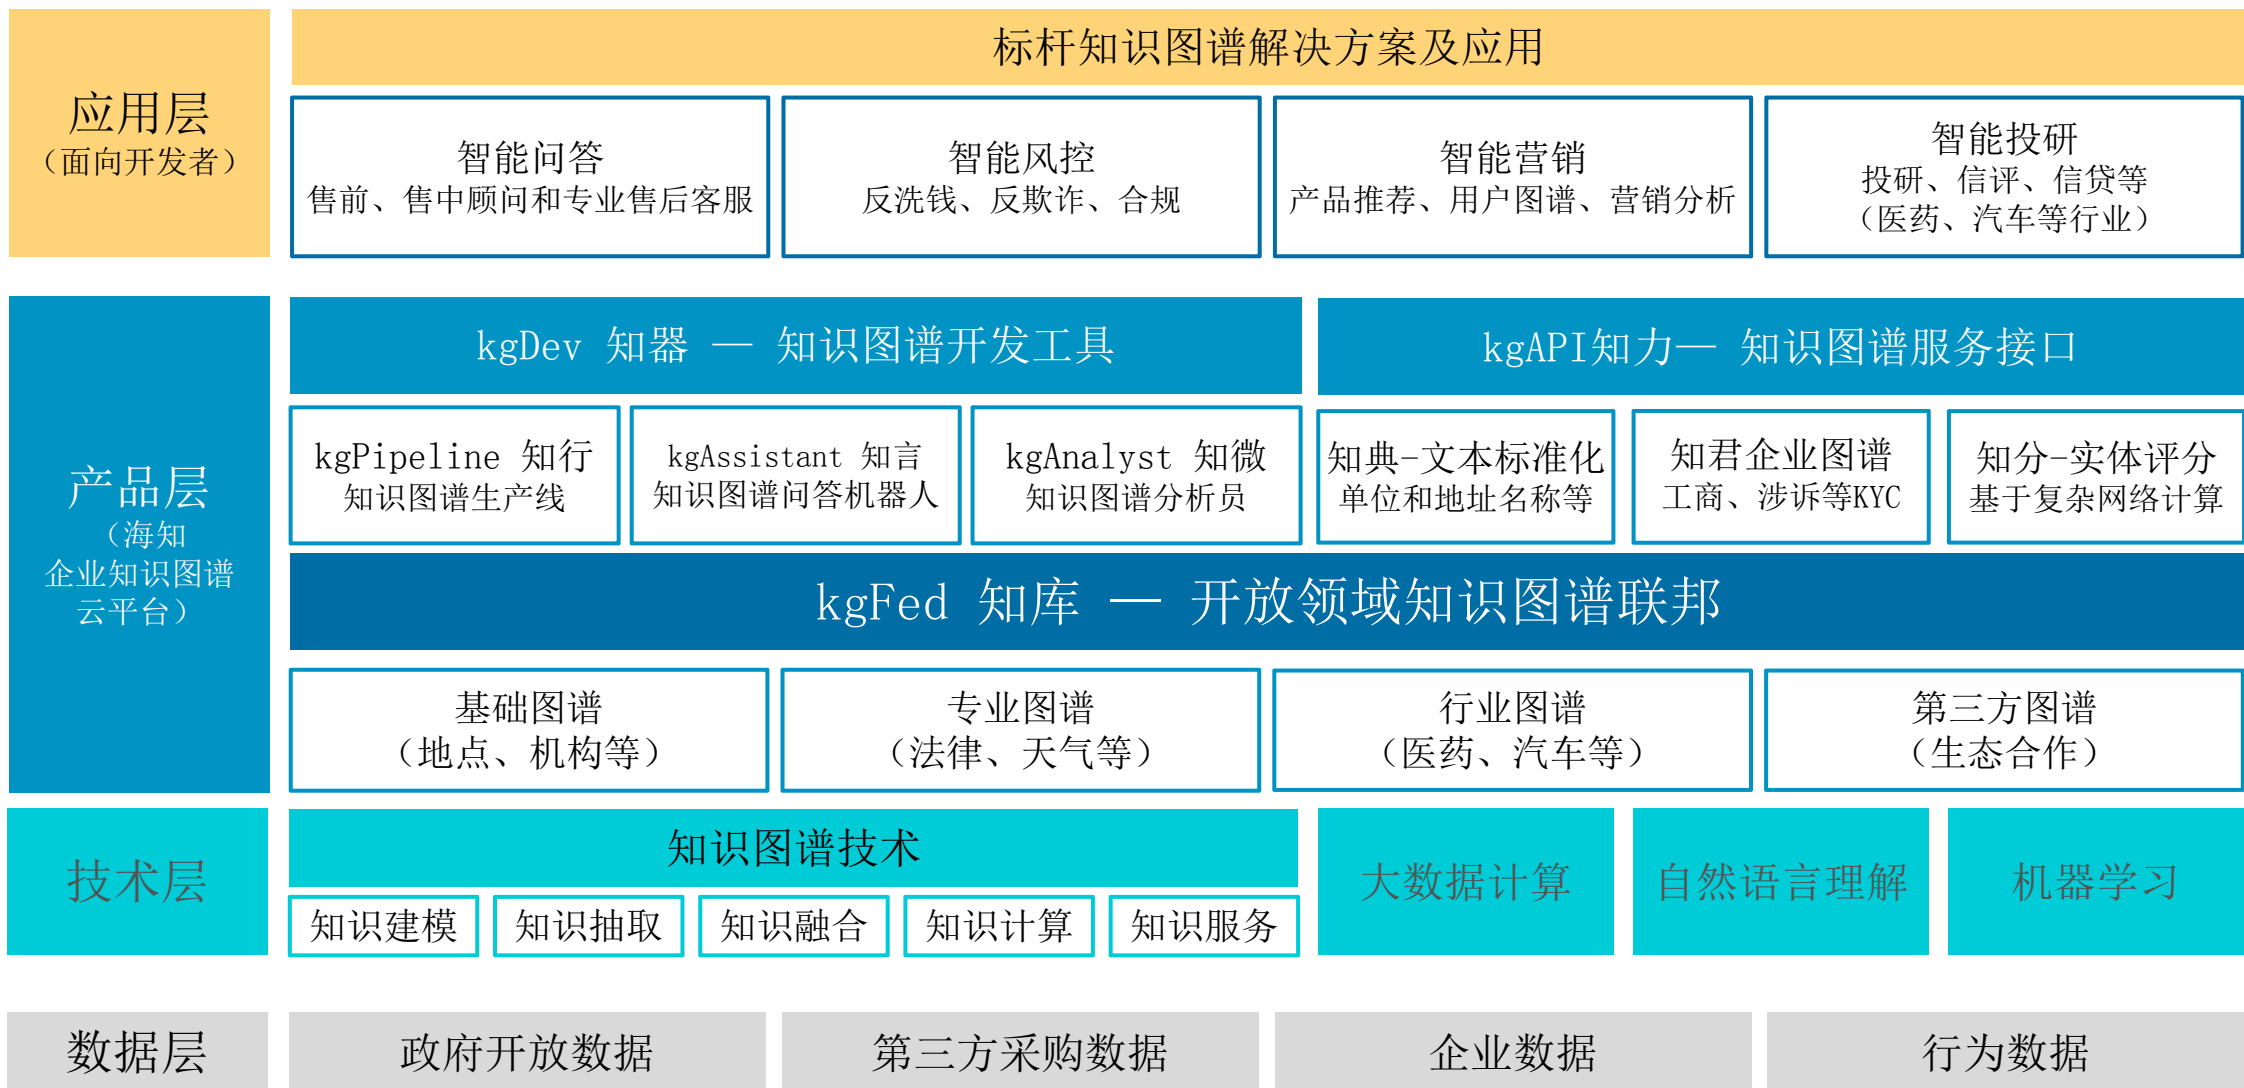 应用层
（面向开发者）
标杆知识图谱解决方案及应用
智能问答
售前、售中顾问和专业售后客服
智能风控
反洗钱、反欺诈、合规
智能营销
产品推荐、用户图谱、营销分析
智能投研
投研、信评、信贷等
（医药、汽车等行业）
产品层
（海知
企业知识图谱
云平台）
kgDev 知器 — 知识图谱开发工具
kgAPI知力— 知识图谱服务接口
kgPipeline 知行
知识图谱生产线
kgAssistant 知言
知识图谱问答机器人
kgAnalyst 知微
知识图谱分析员
知典-文本标准化
单位和地址名称等
知君企业图谱
工商、涉诉等KYC
知分-实体评分
基于复杂网络计算
kgFed 知库 — 开放领域知识图谱联邦
基础图谱
（地点、机构等）
专业图谱
（法律、天气等）
行业图谱
（医药、汽车等）
第三方图谱
（生态合作）
技术层
知识图谱技术
知识建模
知识抽取
知识融合
知识计算
知识服务
大数据计算
自然语言理解
机器学习
数据层
政府开放数据
第三方采购数据
企业数据
行为数据